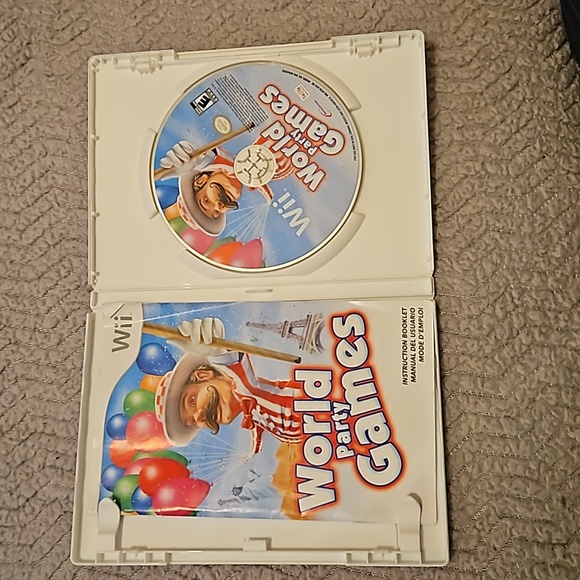 Wii
World
Party
Games
E
Wii
World
Party
Games
INSTRUCTION BOOKLET
MANUAL DEL USUARIO
MODE D'EMPLOI